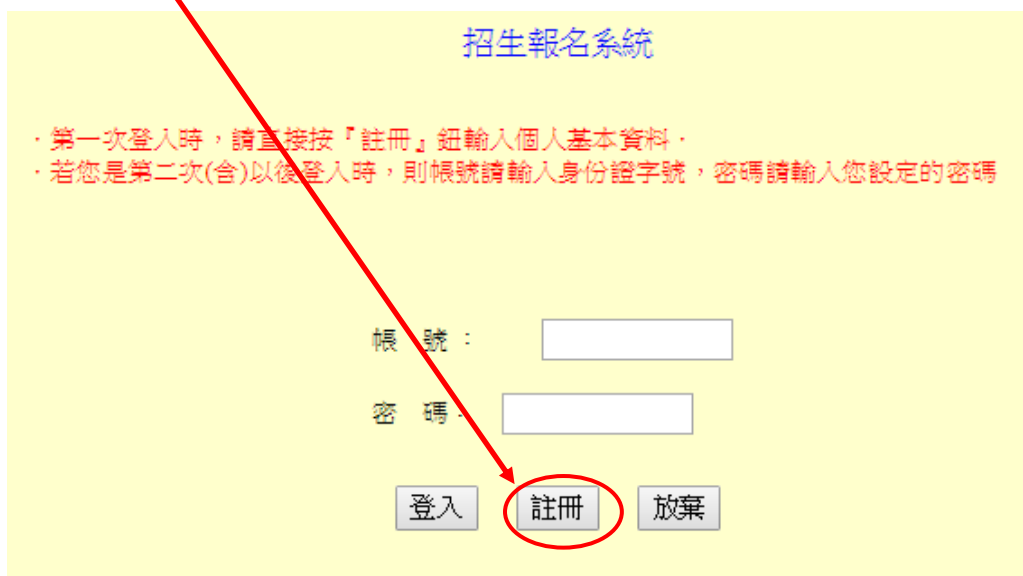 招生報名系統
．第一次登入時，請直接按『註冊』鈕輸入個人基本資料．
．若您是第二次(含)以後登入時，則帳號請輸入身份證字號，密碼請輸入您設定的密碼
帳 號：
密 碼：
登入 註冊 放棄